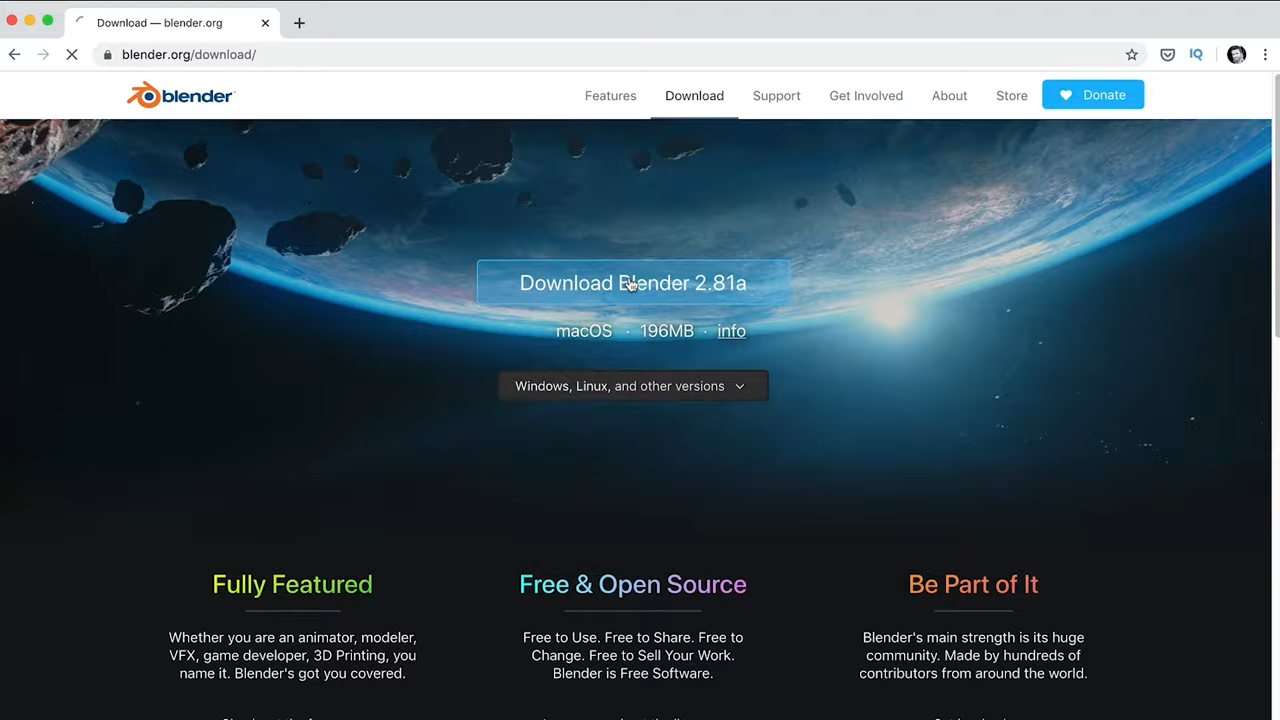 Download — blender.org
blender.org/download/
IQ
blender
Features Download Support Get Involved About Store Donate
Download Blender 2.81a
macOS · 196MB · info
Windows, Linux, and other versions
Fully Featured
Whether you are an animator, modeler,
VFX, game developer, 3D Printing, you
name it. Blender's got you covered.
Free & Open Source
Free to Use. Free to Share. Free to
Change. Free to Sell Your Work.
Blender is Free Software.
Be Part of It
Blender's main strength is its huge
community. Made by hundreds of
contributors from around the world.